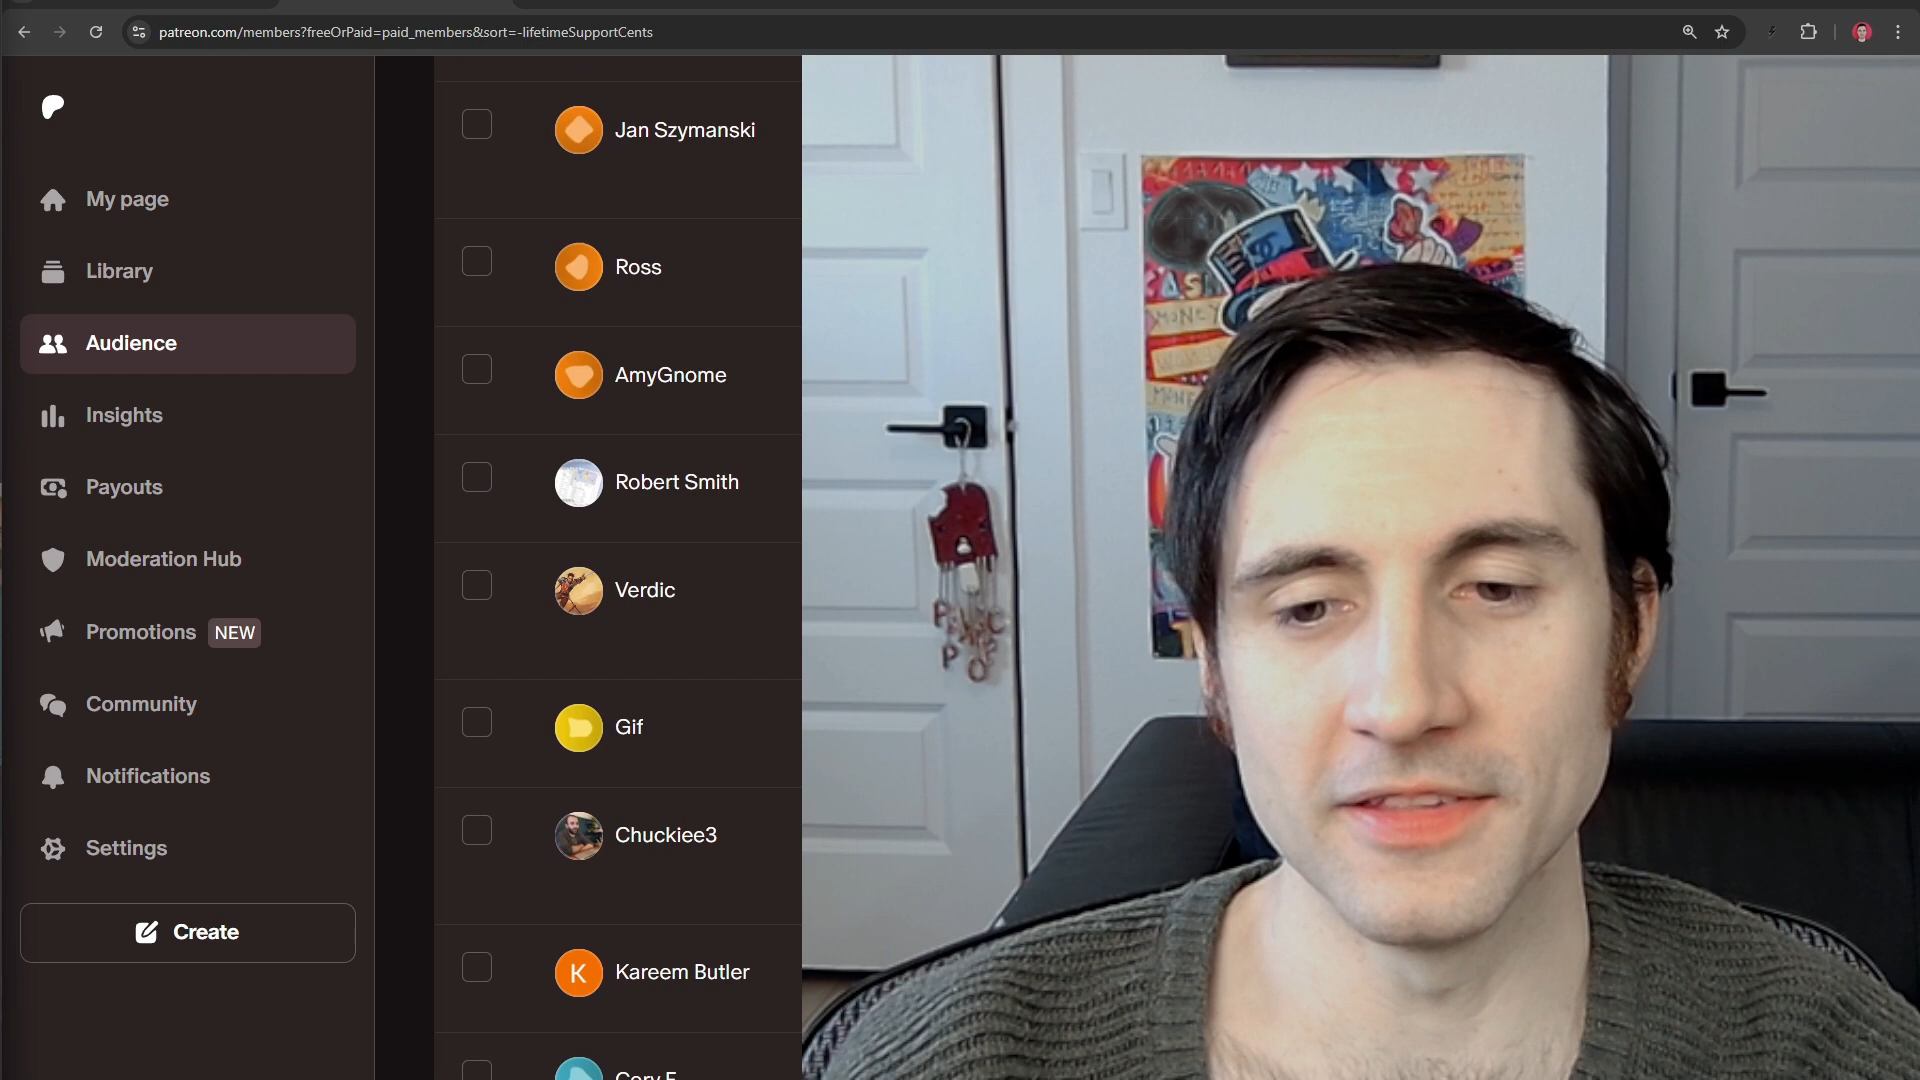 patreon.com/members?freeOrPaid=paid_members&sort=-lifetimeSupportCents
My page
Library
Audience
Insights
Payouts
Moderation Hub
Promotions NEW
Community
Notifications
Settings
Create
Jan Szymanski
Ross
AmyGnome
Robert Smith
Verdic
Gif
Chuckiee3
K Kareem Butler
MONEY